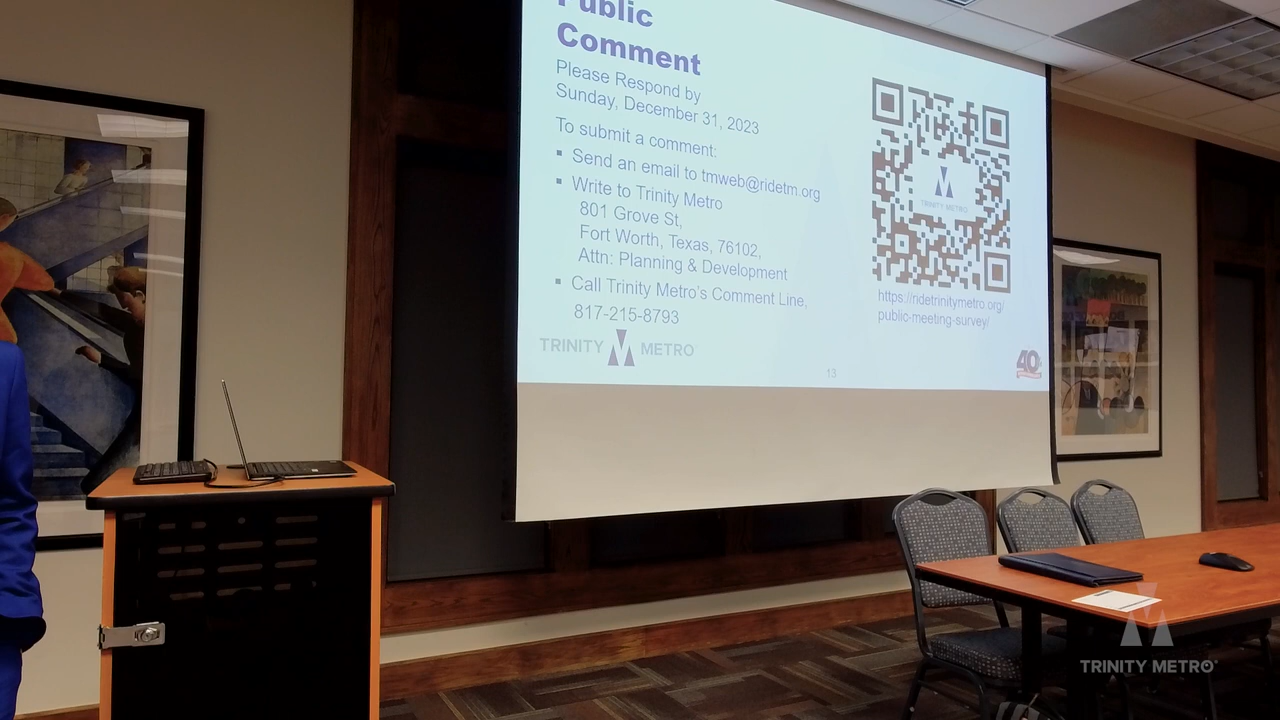 Public
Comment
Please Respond by
Sunday, December 31, 2023
To submit a comment:
▪ Send an email to tmweb@ridetm.org
▪ Write to Trinity Metro
801 Grove St,
Fort Worth, Texas, 76102,
Attn: Planning & Development
▪ Call Trinity Metro's Comment Line,
817-215-8793
TRINITY METRO
TRINITY METRO
https://ridetrinitymetro.org/
public-meeting-survey/
13
40
TRINITY METRO